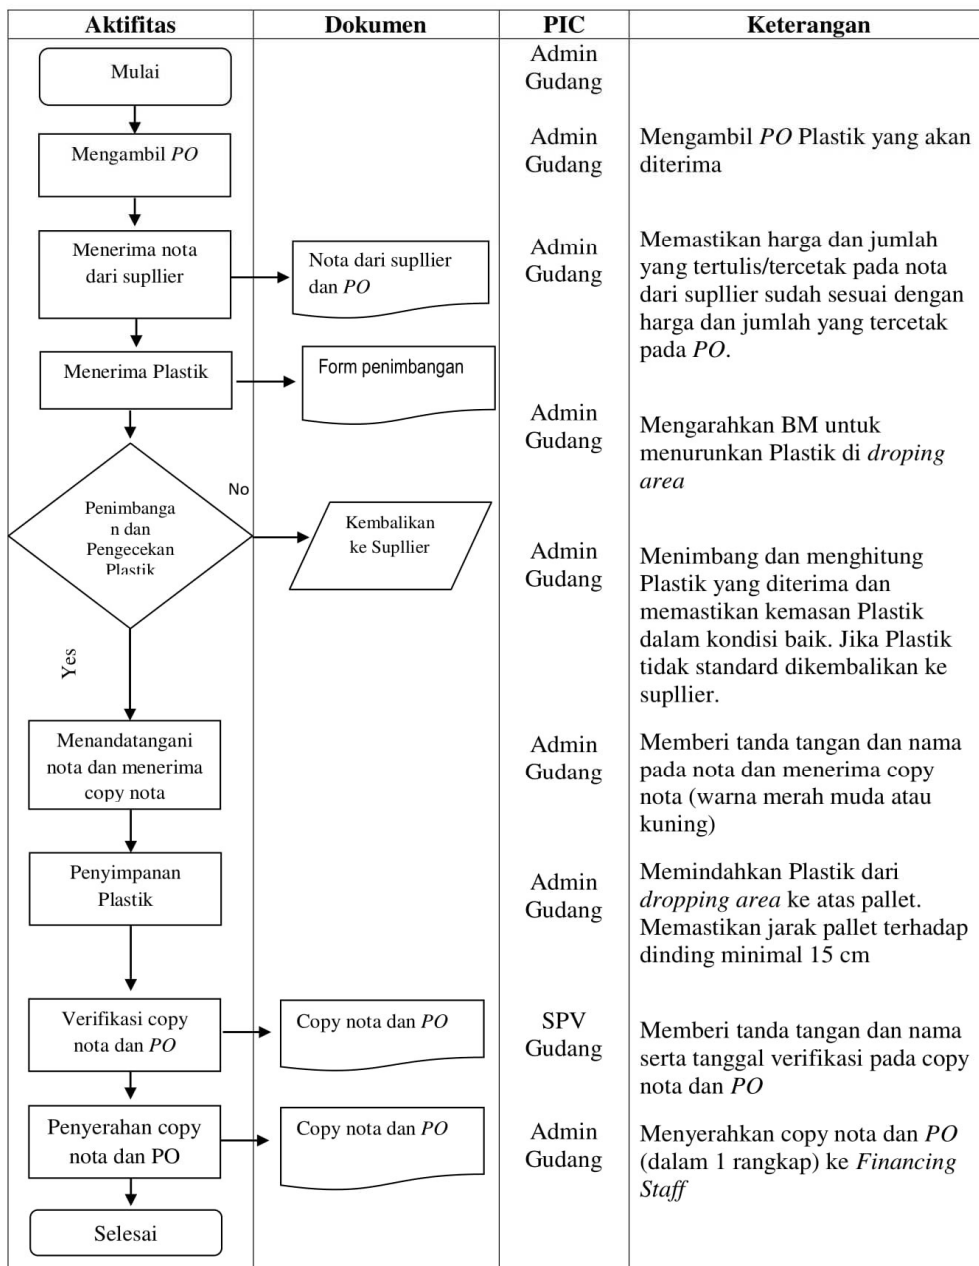 Aktifitas
Dokumen
PIC
Keterangan
Mulai
Admin
Gudang
Mengambil PO
Admin
Gudang
Mengambil PO Plastik yang akan
diterima
Menerima nota
dari supllier
Nota dari supllier
dan PO
Admin
Gudang
Memastikan harga dan jumlah
yang tertulis/tercetak pada nota
dari supllier sudah sesuai dengan
harga dan jumlah yang tercetak
pada PO.
Menerima Plastik
Form penimbangan
Admin
Gudang
Mengarahkan BM untuk
menurunkan Plastik di droping
area
Penimbanga
n dan
Pengecekan
Plastik
No
Yes
Kembalikan
ke Supllier
Admin
Gudang
Menimbang dan menghitung
Plastik yang diterima dan
memastikan kemasan Plastik
dalam kondisi baik. Jika Plastik
tidak standard dikembalikan ke
supllier.
Menandatangani
nota dan menerima
copy nota
Admin
Gudang
Memberi tanda tangan dan nama
pada nota dan menerima copy
nota (warna merah muda atau
kuning)
Penyimpanan
Plastik
Admin
Gudang
Memindahkan Plastik dari
dropping area ke atas pallet.
Memastikan jarak pallet terhadap
dinding minimal 15 cm
Verifikasi copy
nota dan PO
Copy nota dan PO
SPV
Gudang
Memberi tanda tangan dan nama
serta tanggal verifikasi pada copy
nota dan PO
Penyerahan copy
nota dan PO
Copy nota dan PO
Admin
Gudang
Menyerahkan copy nota dan PO
(dalam 1 rangkap) ke Financing
Staff
Selesai